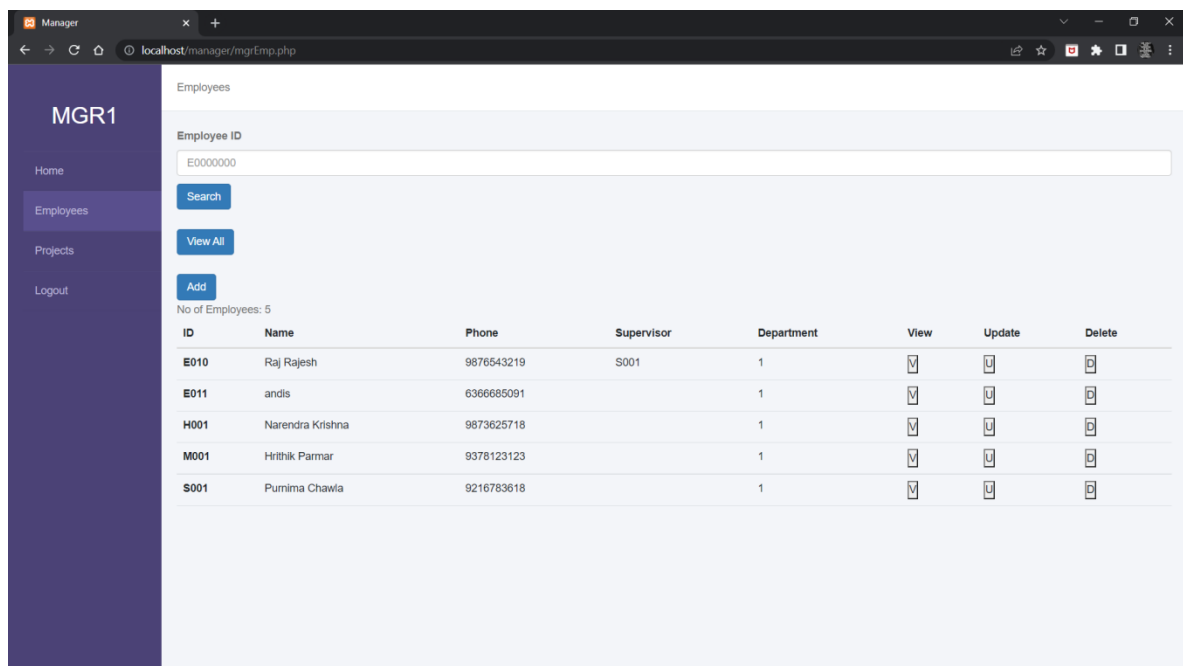 Manager
localhost/manager/mgrEmp.php
MGR1
Home
Employees
Projects
Logout
Employees
Employee ID
E0000000
Search
View All
Add
No of Employees: 5
ID Name Phone Supervisor Department View Update Delete
E010 Raj Rajesh 9876543219 S001 1 V U D
E011 andis 6366685091 1 V U D
H001 Narendra Krishna 9873625718 1 V U D
M001 Hrithik Parmar 9378123123 1 V U D
S001 Purnima Chawla 9216783618 1 V U D